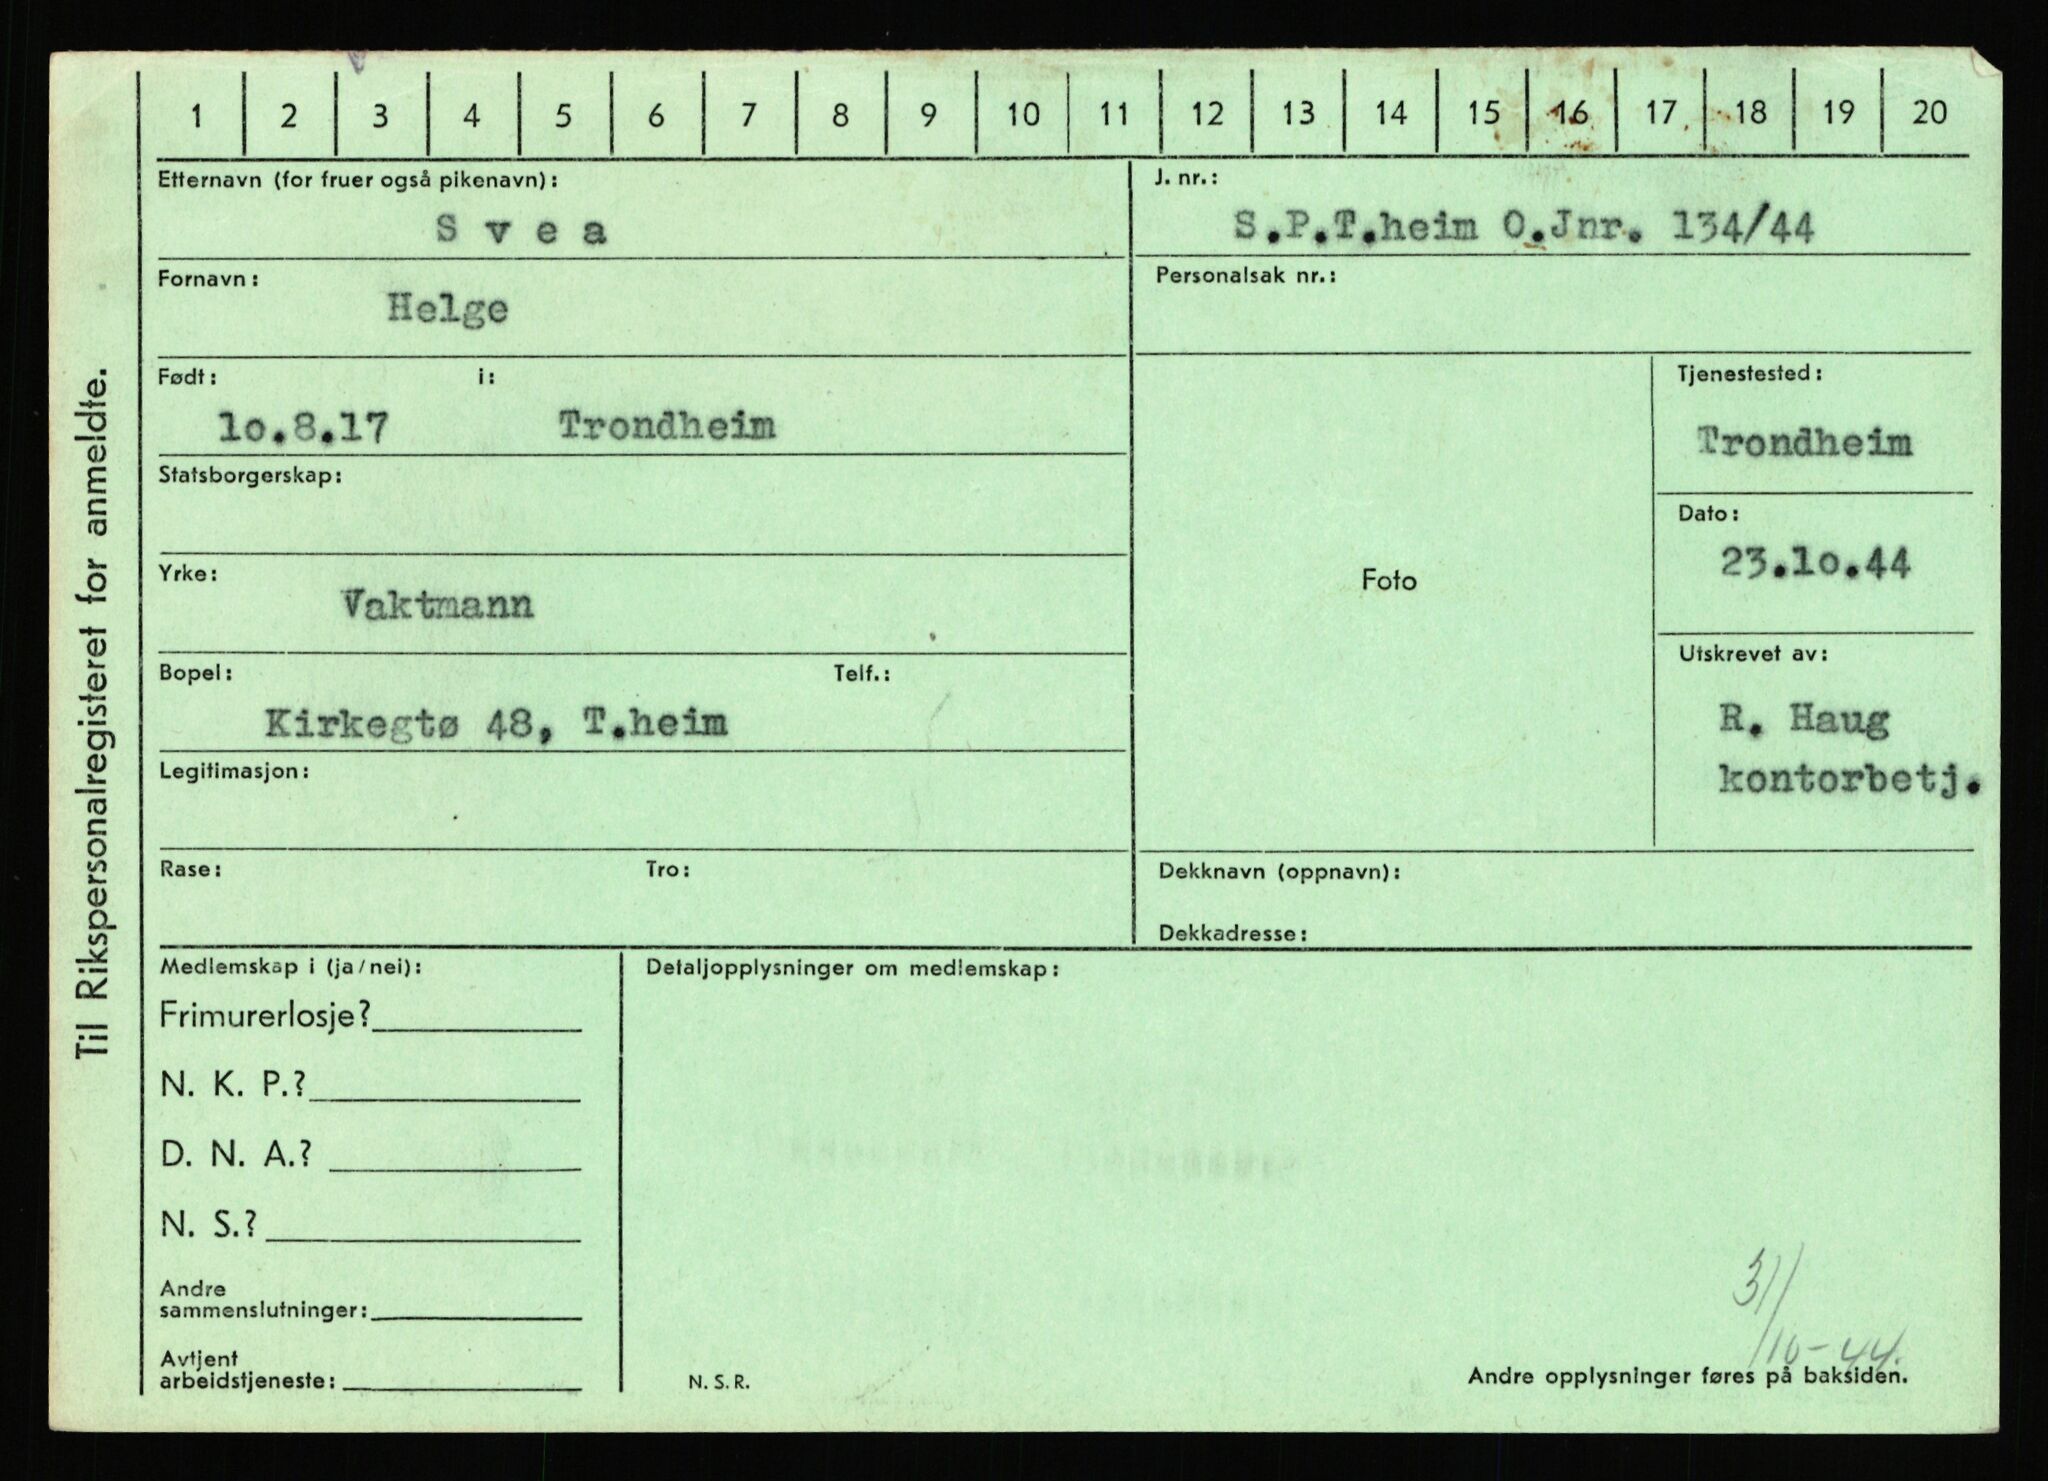 Til Rikspersonalregisteret for anmeldte.
1 2 3 4 5 6 7 8 9 10 11 12 13 14 15 16 17 18 19 20
Etternavn (for fruer også pikenavn):
Svea
J. nr.:
S.P.T.heim O.Jnr. 134/44
Fornavn:
Helge
Personalsak nr.:
Født: i:
lo.8.17 Trondheim
Tjenestested:
Trondheim
Statsborgerskap:
Dato:
23.lo.44
Yrke:
Vaktmann
Foto
Utskrevet av:
R. Haug
kontorbetj.
Bopel: Telf.:
Kirkegtø 48, T.heim
Legitimasjon:
Rase: Tro:
Dekknavn (oppnavn):
Dekkadresse:
Medlemskap i (ja/nei):
Frimurerlosje?
N. K. P.?
D. N. A.?
N. S.?
Andre
sammenslutninger:
Avtjent
arbeidstjeneste:
Detaljopplysninger om medlemskap:
31/
/10-44.
N. S. R.
Andre opplysninger føres på baksiden.